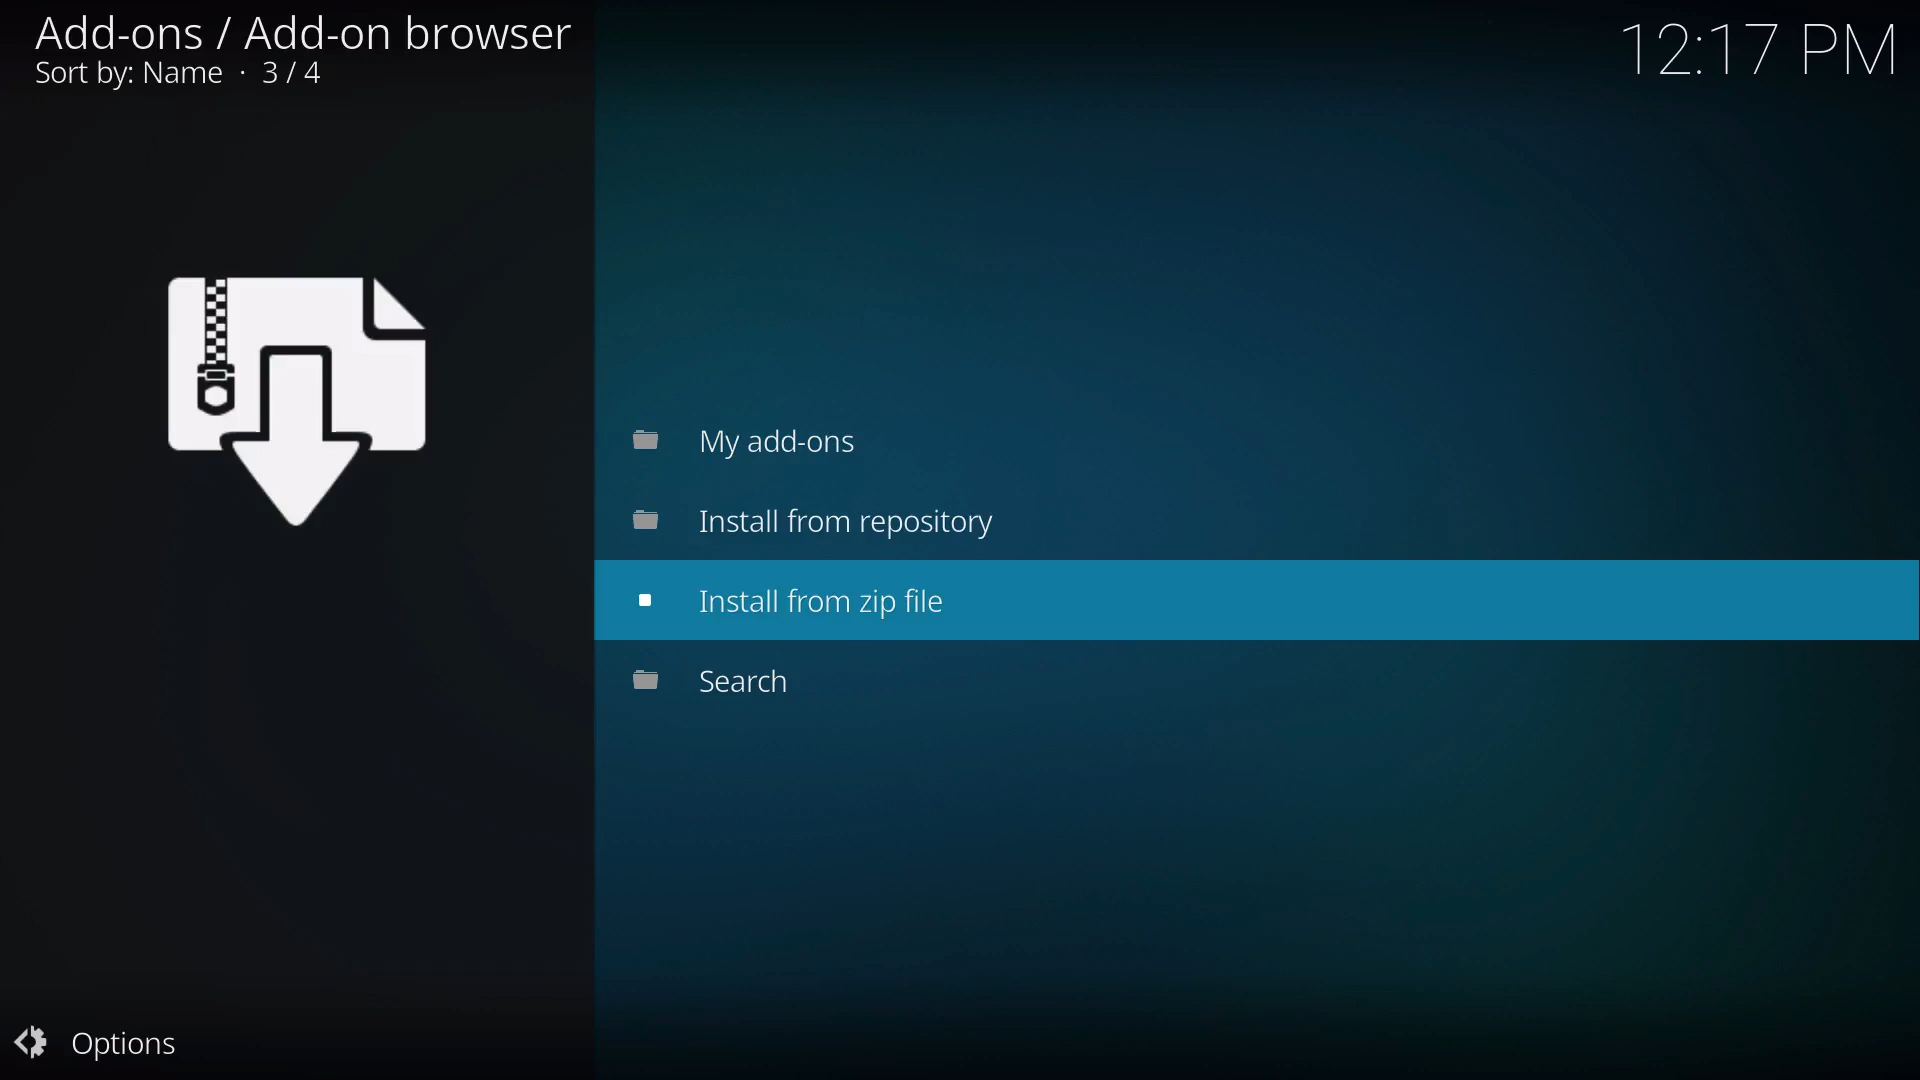 Add-ons / Add-on browser
Sort by: Name · 3 / 4
12:17 PM
My add-ons
Install from repository
Install from zip file
Search
Options